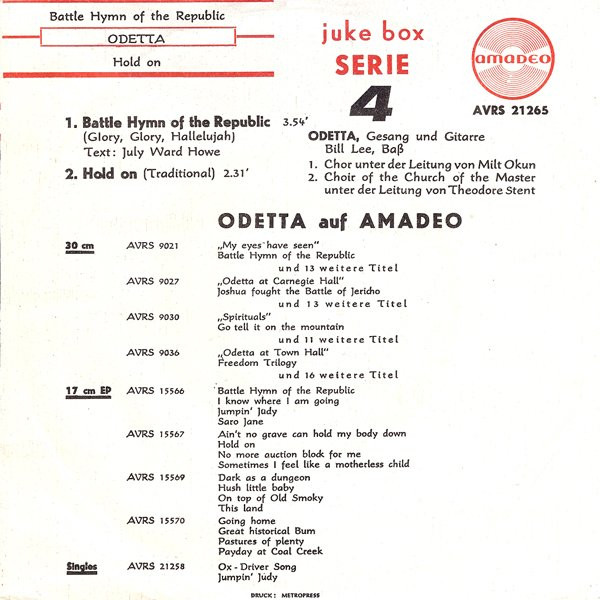 Battle Hymn of the Republic
ODETTA
Hold on
juke box
SERIE
4
amadeo
AVRS 21265
1. Battle Hymn of the Republic 3.54'
(Glory, Glory, Hallelujah)
Text: July Ward Howe
2. Hold on (Traditional) 2.31'
ODETTA, Gesang und Gitarre
Bill Lee, Baß
1. Chor unter der Leitung von Milt Okun
2. Choir of the Church of the Master
unter der Leitung von Theodore Stent
ODETTA auf AMADEO
30 cm AVRS 9021 „My eyes have seen"
Battle Hymn of the Republic
und 13 weitere Titel
AVRS 9027 „Odetta at Carnegie Hall"
Joshua fought the Battle of Jericho
und 13 weitere Titel
AVRS 9030 „Spirituals"
Go tell it on the mountain
und 11 weitere Titel
AVRS 9036 „Odetta at Town Hall"
Freedom Trilogy
und 16 weitere Titel
17 cm EP AVRS 15566 Battle Hymn of the Republic
I know where I am going
Jumpin' Judy
Saro Jane
AVRS 15567 Ain't no grave can hold my body down
Hold on
No more auction block for me
Sometimes I feel like a motherless child
AVRS 15569 Dark as a dungeon
Hush little baby
On top of Old Smoky
This land
AVRS 15570 Going home
Great historical Bum
Pastures of plenty
Payday at Coal Creek
Singles AVRS 21258 Ox - Driver Song
Jumpin' Judy
DRUCK: METROPRESS